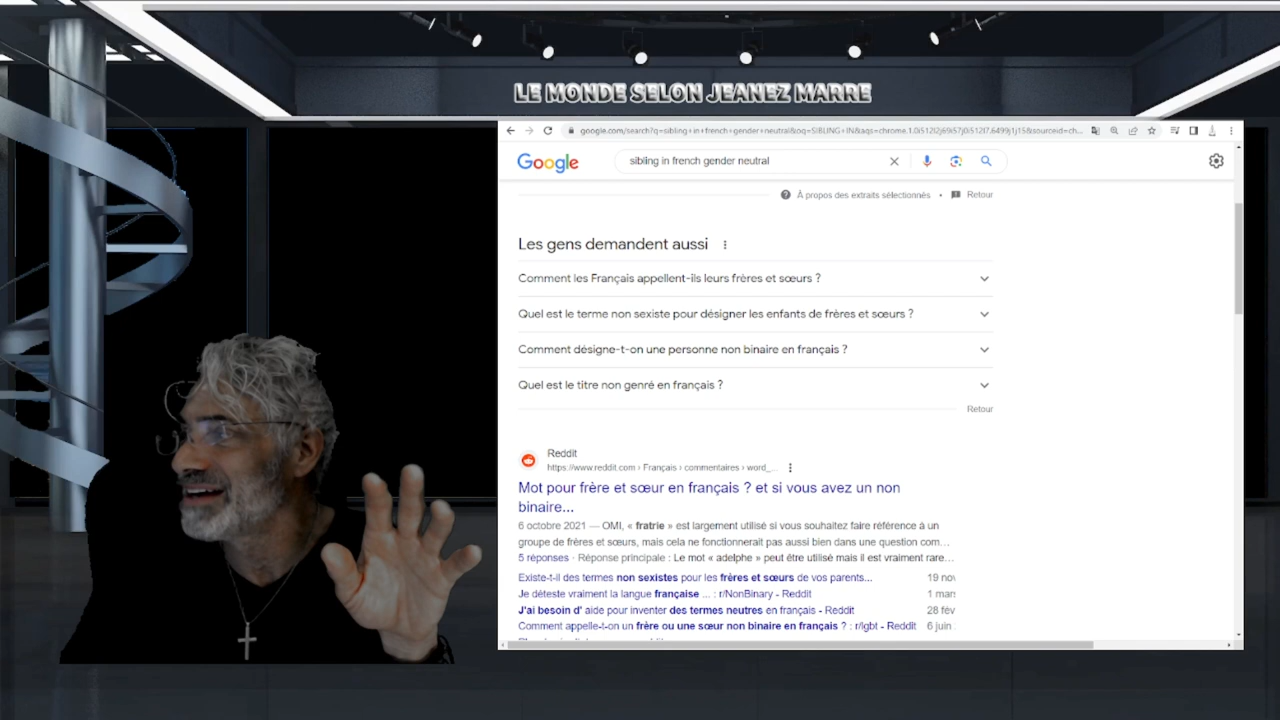 LE MONDE SELON JEANEZ MARRE
google.com/search?q=sibling+in+french+gender+neutral&oq=SIBLING+IN&aqs=chrome.1.0i512l2j69i57j0i512l7.6499j1j15&sourceid=ch...
Google
sibling in french gender neutral
À propos des extraits sélectionnés • Retour
Les gens demandent aussi
Comment les Français appellent-ils leurs frères et sœurs ?
Quel est le terme non sexiste pour désigner les enfants de frères et sœurs ?
Comment désigne-t-on une personne non binaire en français ?
Quel est le titre non genré en français ?
Retour
Reddit
https://www.reddit.com › Français › commentaires › word_...
Mot pour frère et sœur en français ? et si vous avez un non
binaire...
6 octobre 2021 — OMI, « fratrie » est largement utilisé si vous souhaitez faire référence à un
groupe de frères et sœurs, mais cela ne fonctionnerait pas aussi bien dans une question com...
5 réponses · Réponse principale : Le mot « adelphe » peut être utilisé mais il est vraiment rare...
Existe-t-il des termes non sexistes pour les frères et sœurs de vos parents... 19 nov
Je déteste vraiment la langue française ... : r/NonBinary - Reddit 1 mars
J'ai besoin d' aide pour inventer des termes neutres en français - Reddit 28 fév
Comment appelle-t-on un frère ou une sœur non binaire en français ? : r/lgbt - Reddit 6 juin